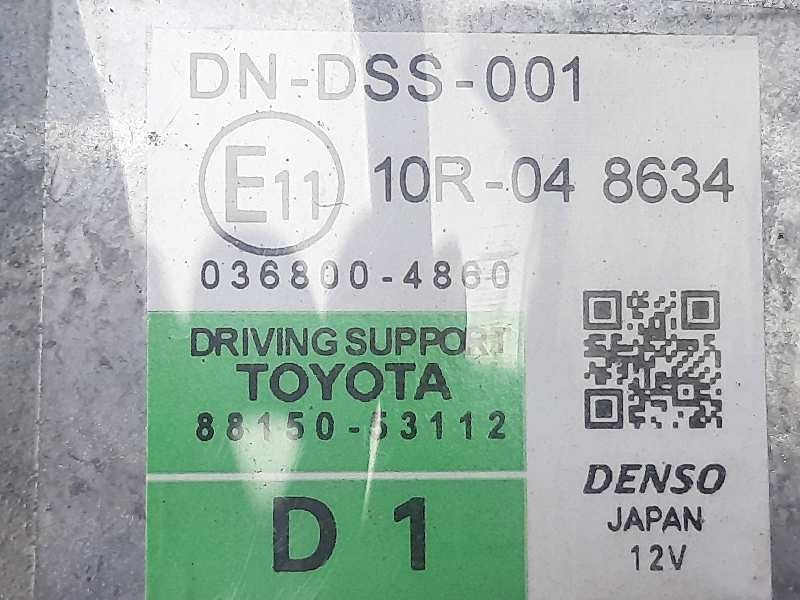 DN-DSS-001
E11 10R-04 8634
036800-4860
DRIVING SUPPORT
TOYOTA
88150-53112
D 1
DENSO
JAPAN
12V